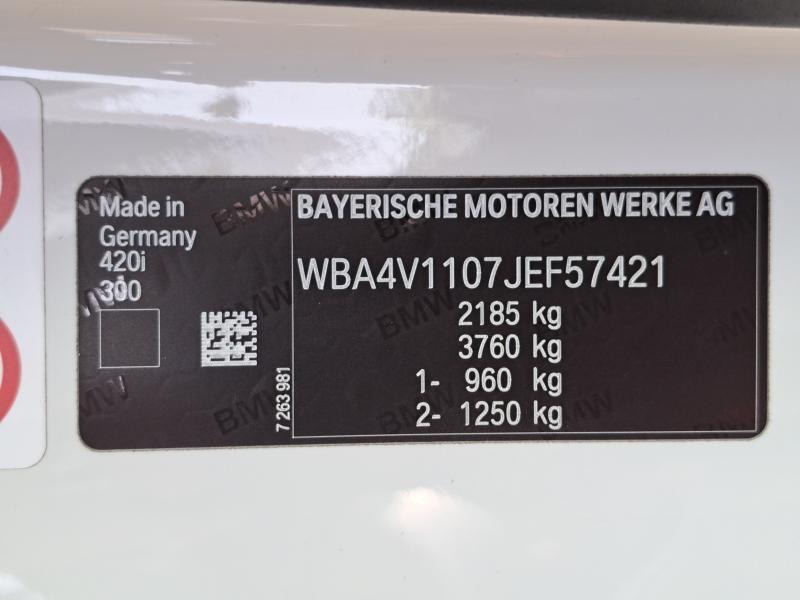 Made in
Germany
420i
300
7 263 981
BAYERISCHE MOTOREN WERKE AG
WBA4V1107JEF57421
2185 kg
3760 kg
1- 960 kg
2- 1250 kg